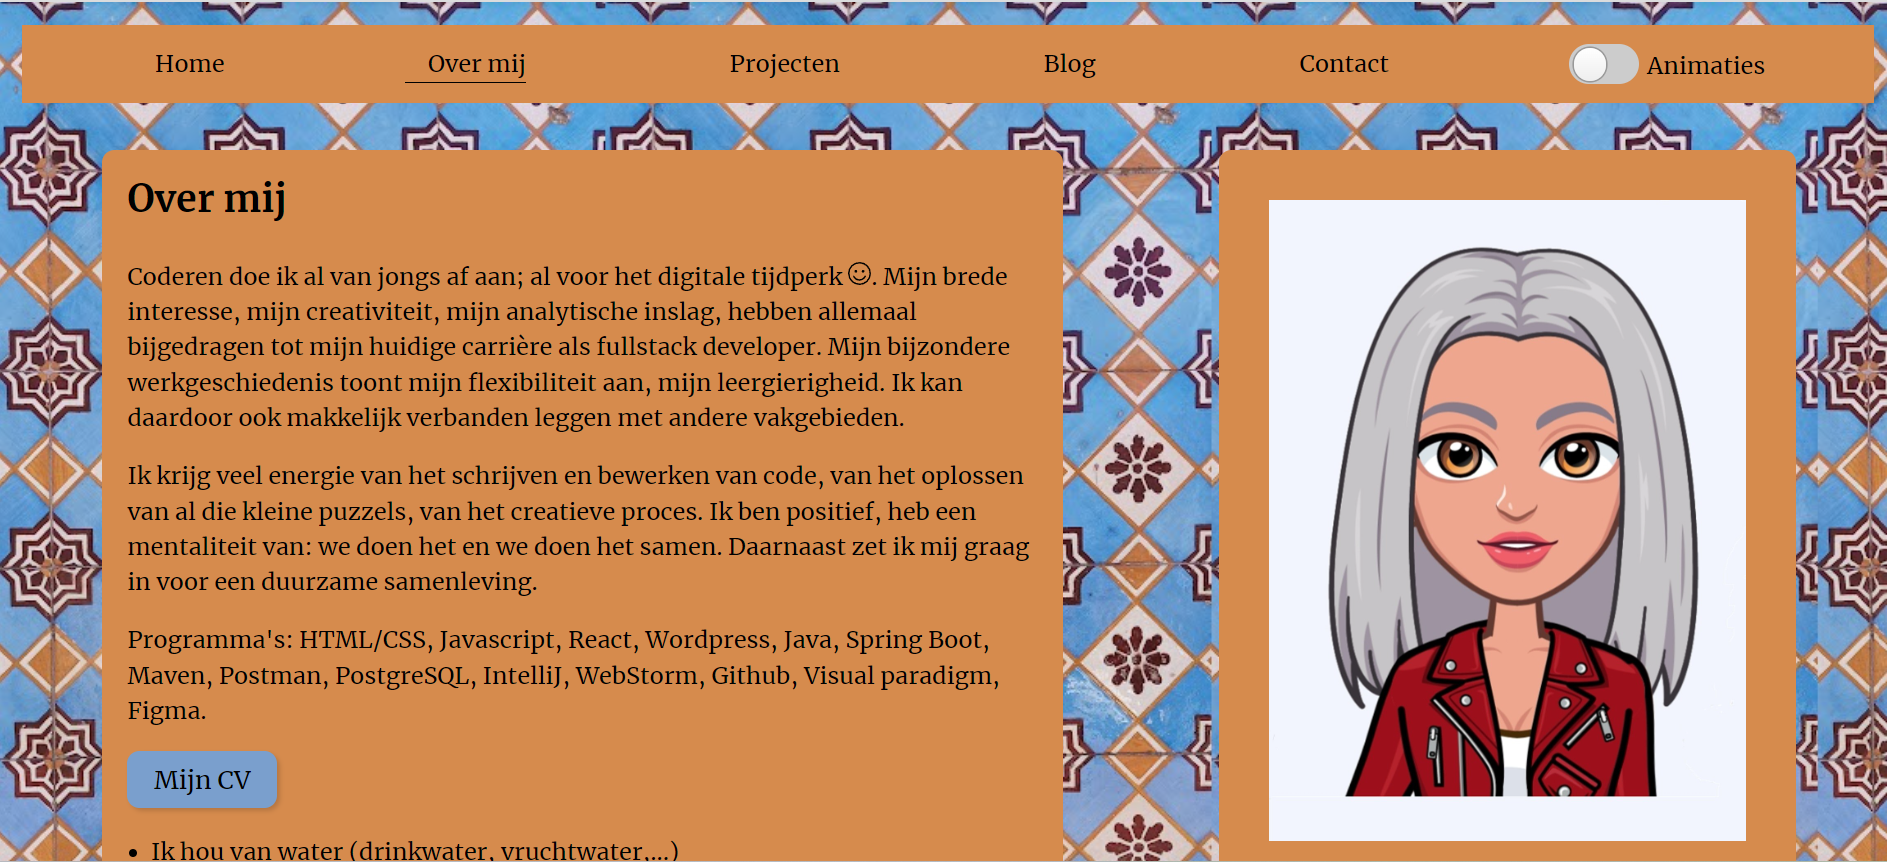 Home Over mij Projecten Blog Contact Animaties
Over mij
Coderen doe ik al van jongs af aan; al voor het digitale tijdperk ☺. Mijn brede
interesse, mijn creativiteit, mijn analytische inslag, hebben allemaal
bijgedragen tot mijn huidige carrière als fullstack developer. Mijn bijzondere
werkgeschiedenis toont mijn flexibiliteit aan, mijn leergierigheid. Ik kan
daardoor ook makkelijk verbanden leggen met andere vakgebieden.
Ik krijg veel energie van het schrijven en bewerken van code, van het oplossen
van al die kleine puzzels, van het creatieve proces. Ik ben positief, heb een
mentaliteit van: we doen het en we doen het samen. Daarnaast zet ik mij graag
in voor een duurzame samenleving.
Programma's: HTML/CSS, Javascript, React, Wordpress, Java, Spring Boot,
Maven, Postman, PostgreSQL, IntelliJ, WebStorm, Github, Visual paradigm,
Figma.
Mijn CV
• Ik hou van water (drinkwater, vruchtwater,...)